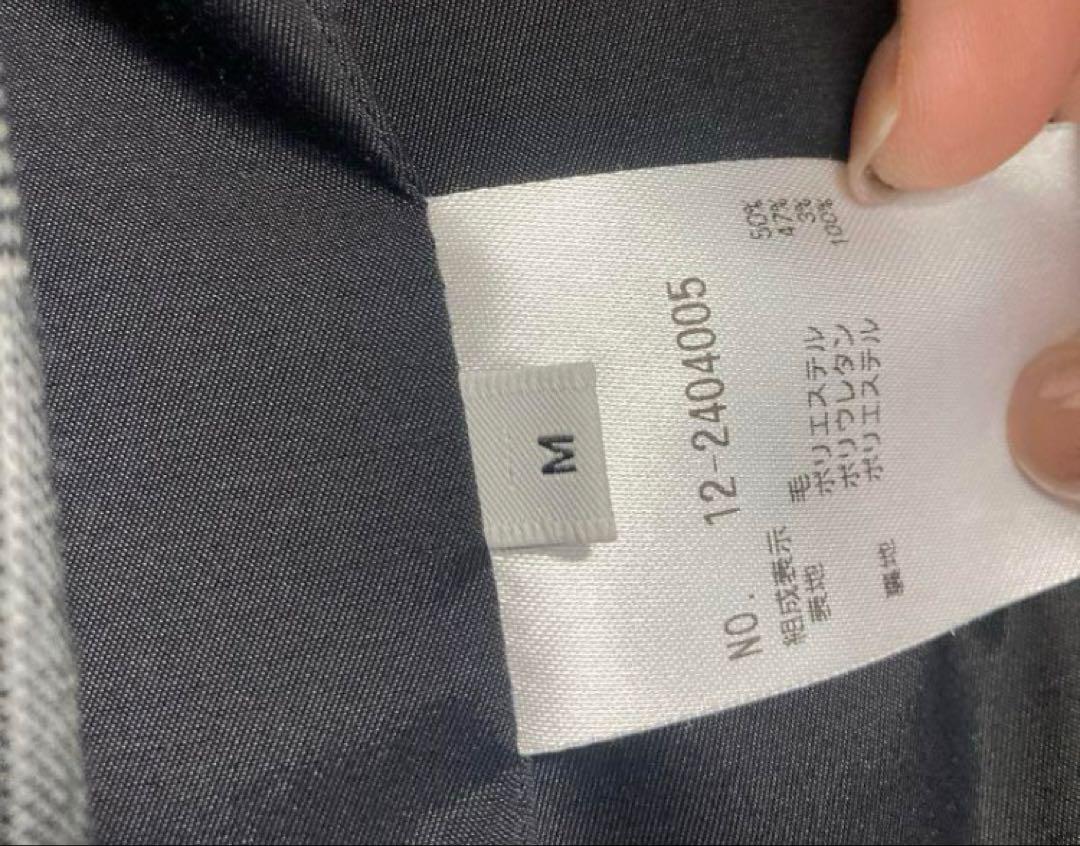 M
NO. 12-2404005
組成表示
表地 毛 50%
ポリエステル 47%
ポリウレタン 3%
裏地 ポリエステル 100%